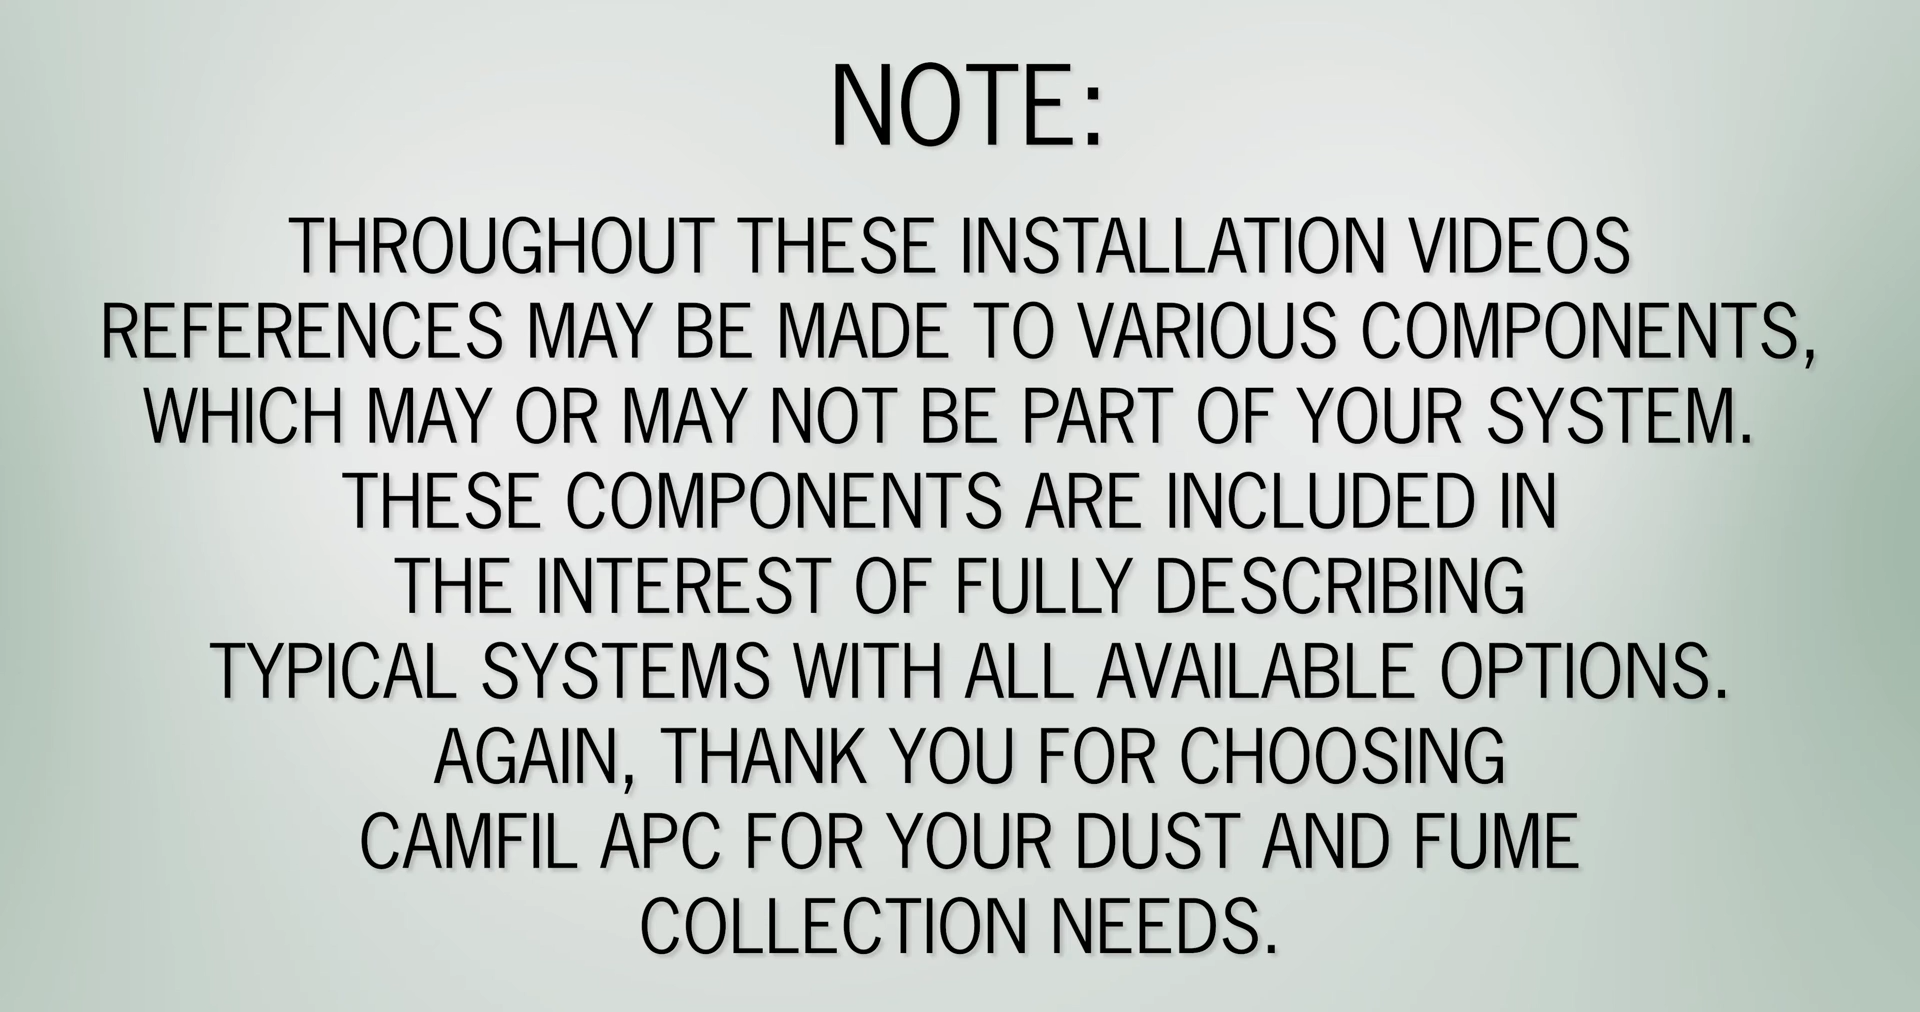 NOTE:
THROUGHOUT THESE INSTALLATION VIDEOS
REFERENCES MAY BE MADE TO VARIOUS COMPONENTS,
WHICH MAY OR MAY NOT BE PART OF YOUR SYSTEM.
THESE COMPONENTS ARE INCLUDED IN
THE INTEREST OF FULLY DESCRIBING
TYPICAL SYSTEMS WITH ALL AVAILABLE OPTIONS.
AGAIN, THANK YOU FOR CHOOSING
CAMFIL APC FOR YOUR DUST AND FUME
COLLECTION NEEDS.